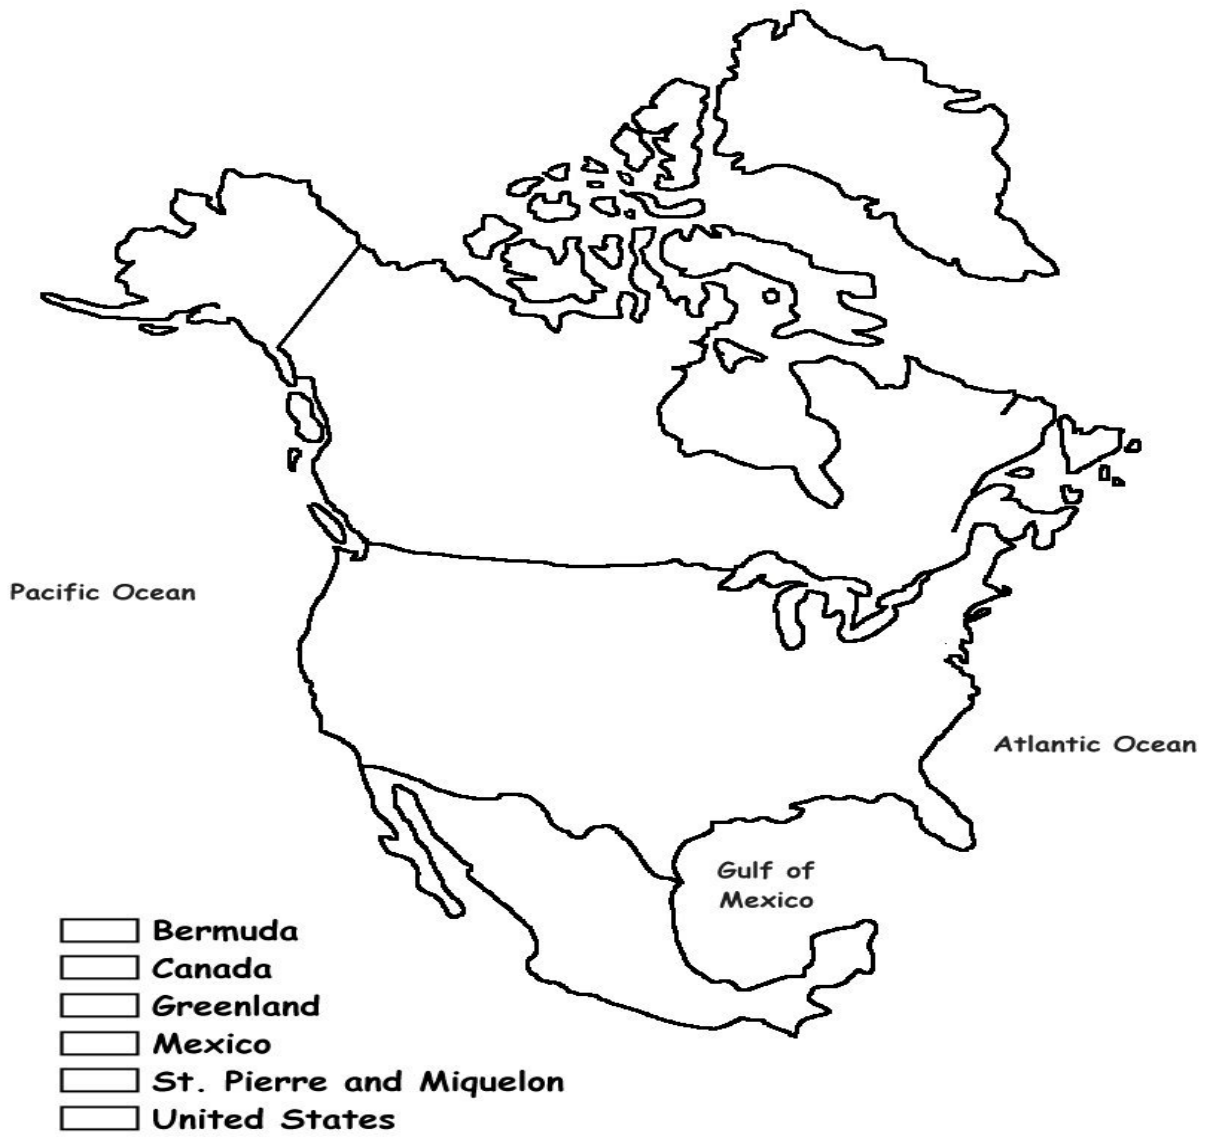 Pacific Ocean
Atlantic Ocean
Gulf of
Mexico
Bermuda
Canada
Greenland
Mexico
St. Pierre and Miquelon
United States